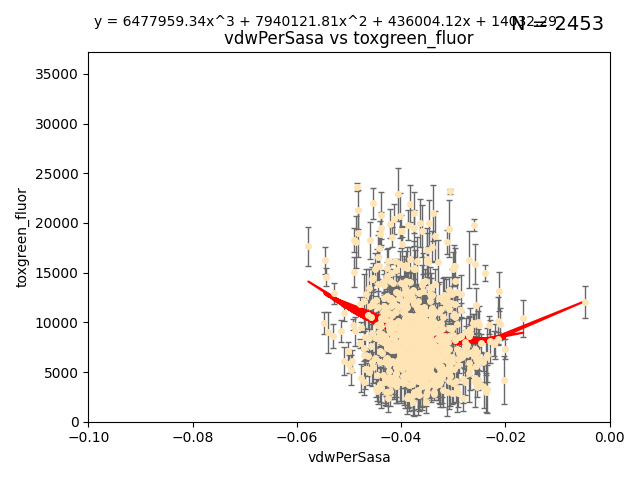 y = 6477959.34x^3 + 7940121.81x^2 + 436004.12x + 14032.29
N = 2453
vdwPerSasa vs toxgreen_fluor
toxgreen_fluor
35000
30000
25000
20000
15000
10000
5000
0
−0.10
−0.08
−0.06
−0.04
−0.02
0.00
vdwPerSasa